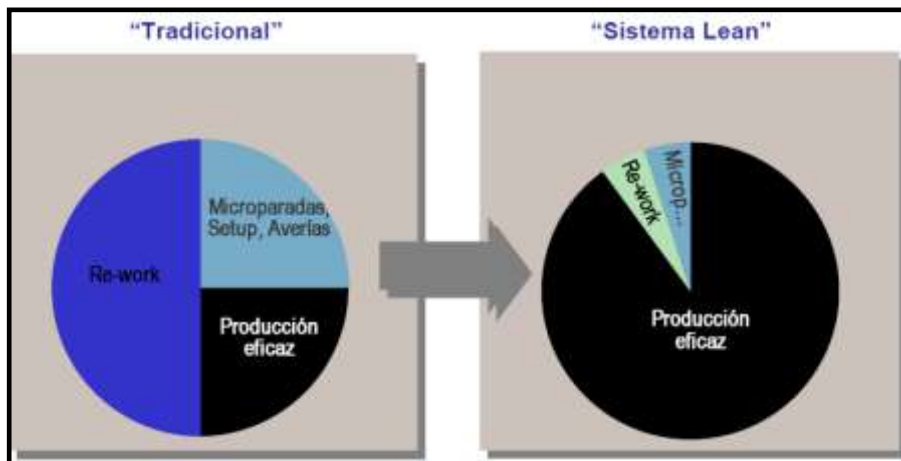 “Tradicional”
“Sistema Lean”
Microparadas,
Setup, Averías
Re-work
Producción
eficaz
Re-work
Microp...
Producción
eficaz